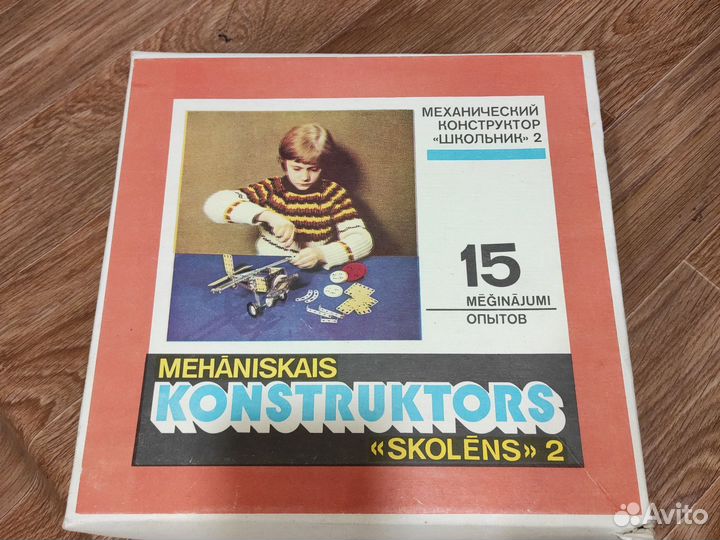 МЕХАНИЧЕСКИЙ
КОНСТРУКТОР
«ШКОЛЬНИК» 2
15
MĒĢINĀJUMI
ОПЫТОВ
MEHĀNISKAIS
KONSTRUKTORS
«SKOLĒNS» 2
Avito